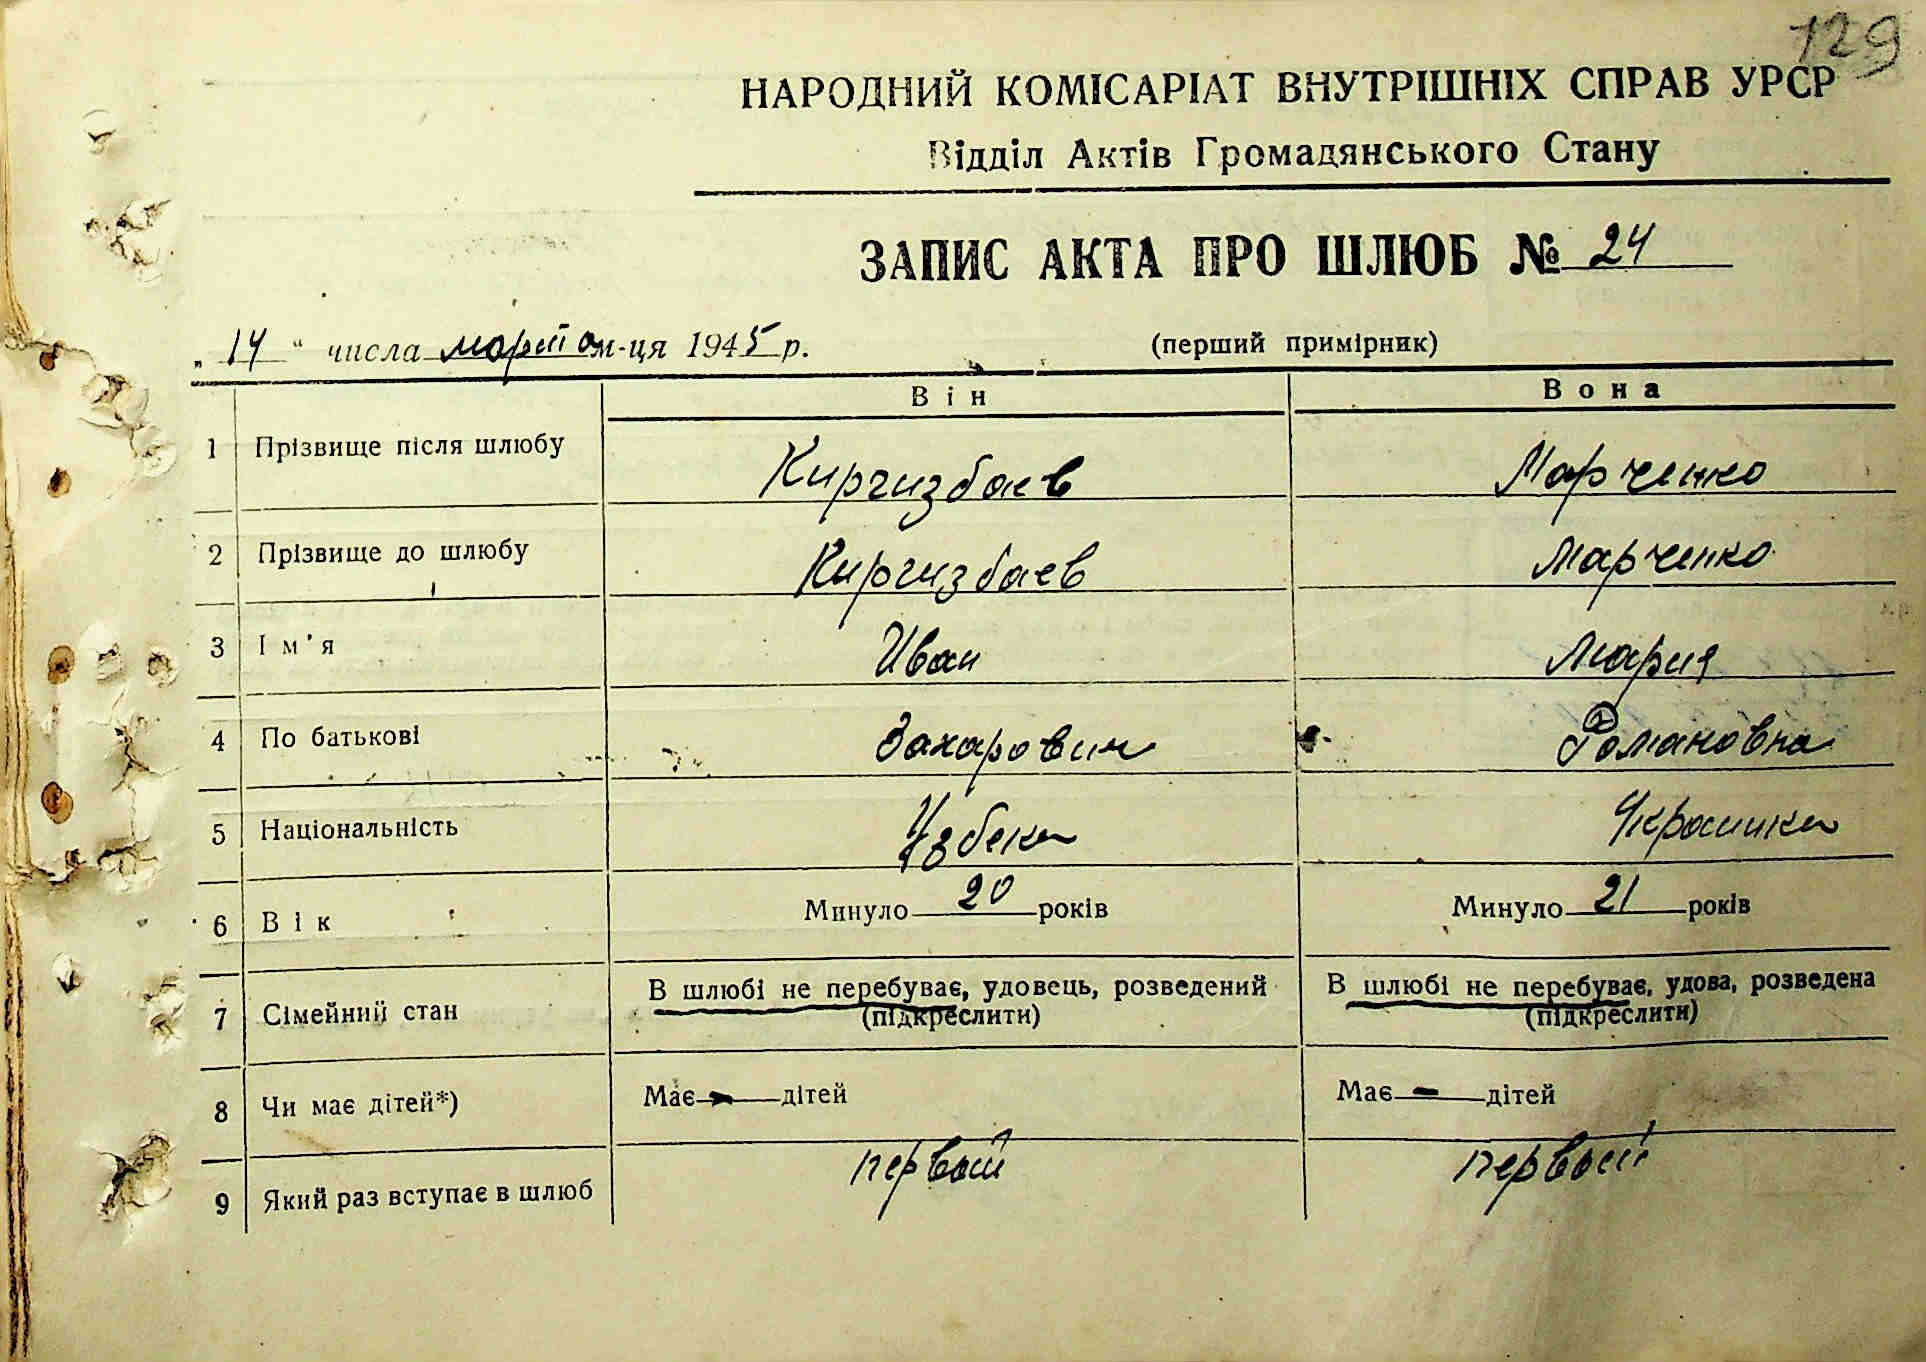 129
НАРОДНИЙ КОМІСАРІАТ ВНУТРІШНІХ СПРАВ УРСР
Відділ Актів Громадянського Стану
ЗАПИС АКТА ПРО ШЛЮБ № 24
„14“ числа марта м-ця 1945 р. (перший примірник)
Він Вона
1 Прізвище після шлюбу Киргизбаев Марченко
2 Прізвище до шлюбу Киргизбаев Марченко
3 Ім'я Иван Мария
4 По батькові Захарович Романовна
5 Національність Узбек Украинка
6 Вік Минуло 20 років Минуло 21 років
7 Сімейний стан В шлюбі не перебуває, удовець, розведений (підкреслити) В шлюбі не перебуває, удова, розведена (підкреслити)
8 Чи має дітей*) Має — дітей Має — дітей
9 Який раз вступає в шлюб первый первый